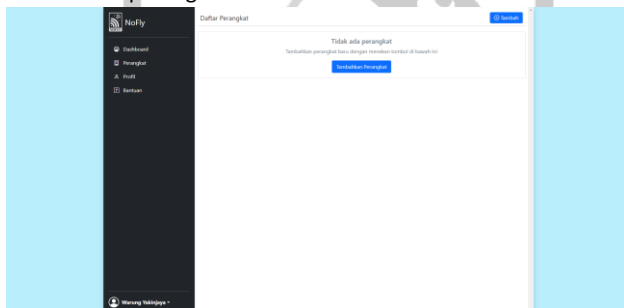 perangkat
NoFly
Dashboard
Perangkat
Profil
Bantuan
Daftar Perangkat
Tambah
Tidak ada perangkat
Tambahkan perangkat baru dengan menekan tombol di bawah ini
Tambahkan Perangkat
Warung Yakinjaya